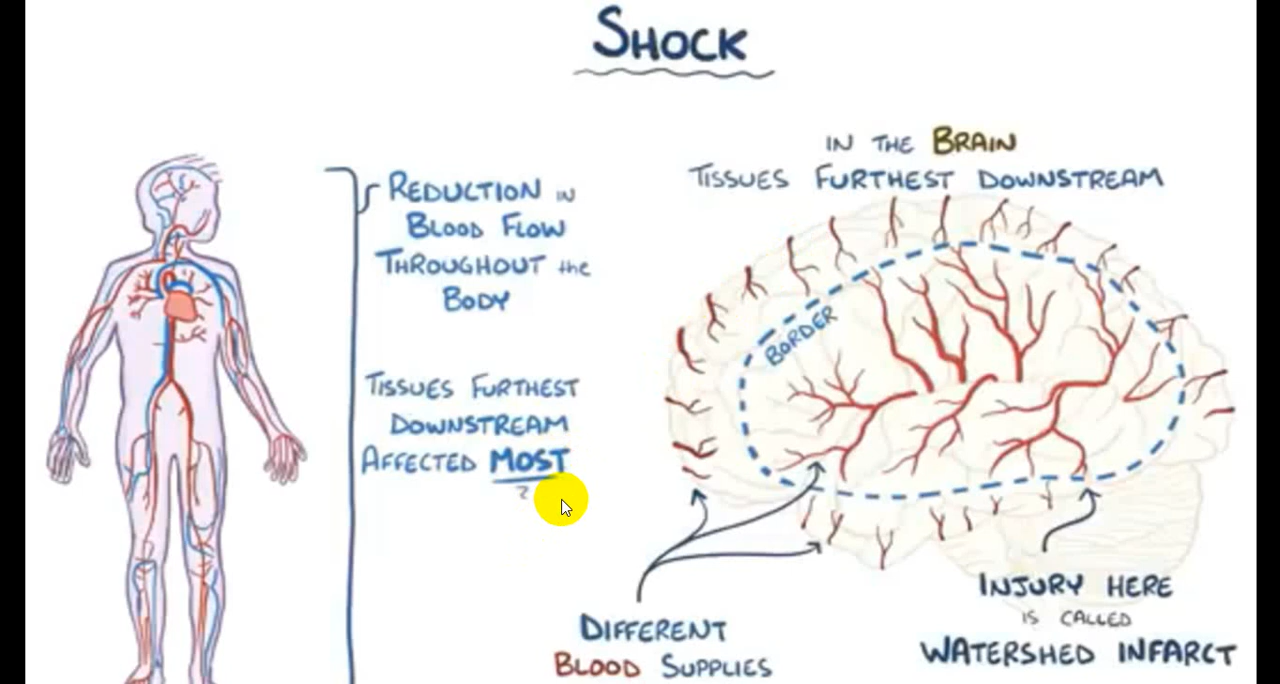 SHOCK
REDUCTION IN
BLOOD FLOW
THROUGHOUT the
BODY
TISSUES FURTHEST
DOWNSTREAM
AFFECTED MOST
IN THE BRAIN
TISSUES FURTHEST DOWNSTREAM
BORDER
DIFFERENT
BLOOD SUPPLIES
INJURY HERE
IS CALLED
WATERSHED INFARCT